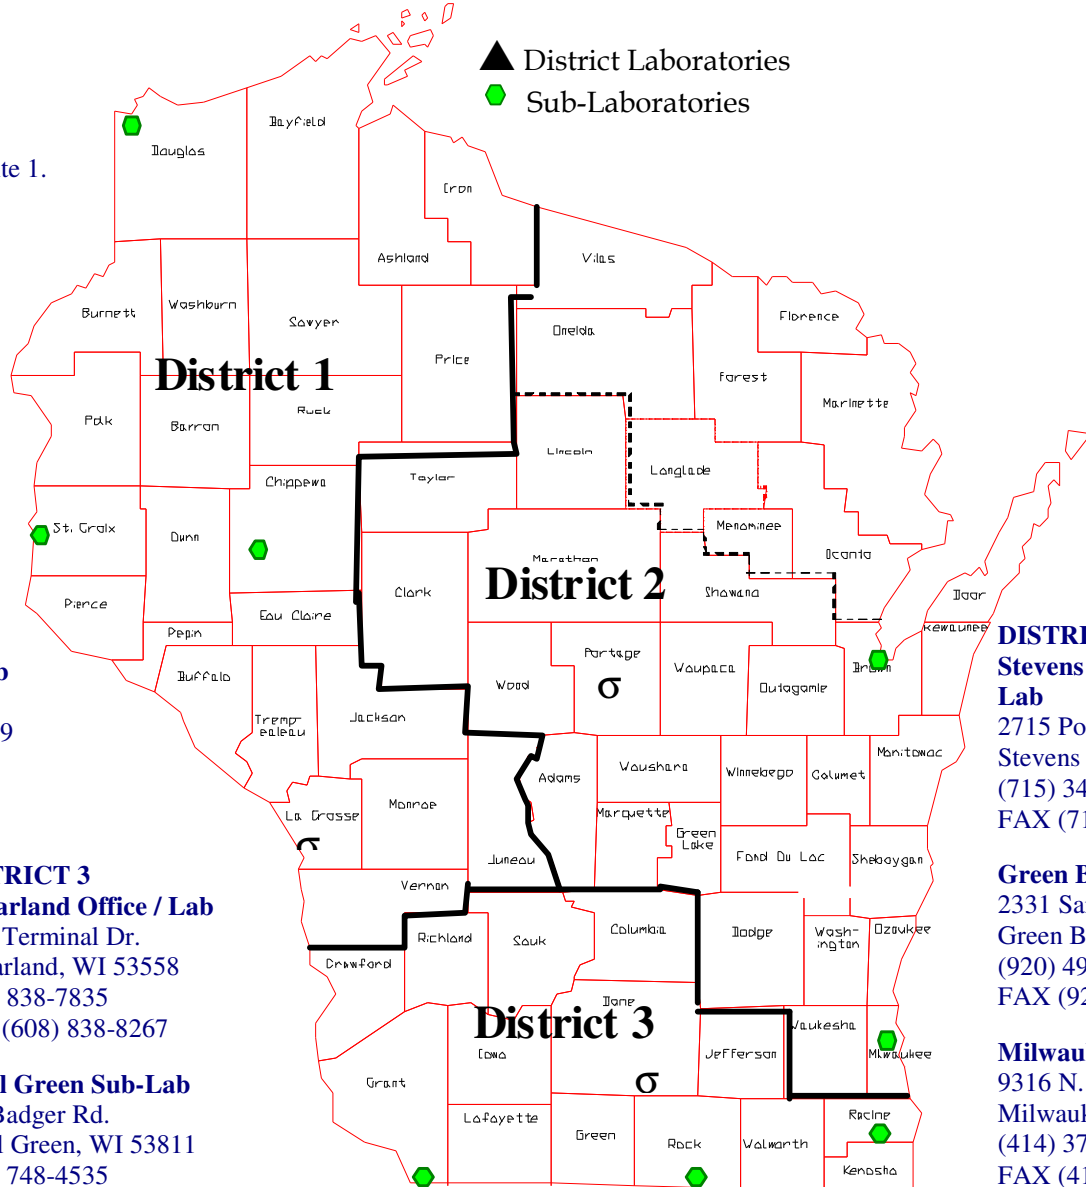 District Laboratories
Sub-Laboratories
te 1.
Bayfield
Douglas
Iron
Ashland
Vilas
Burnett
Washburn
Sawyer
Price
Oneida
Florence
Forest
Marinette
District 1
Polk
Barron
Rusk
Lincoln
Langlade
Chippewa
Taylor
St. Croix
Dunn
Marathon
Menominee
Oconto
District 2
Pierce
Clark
Shawano
Door
Eau Claire
Pepin
Kewaunee
Buffalo
Wood
Portage
σ
Waupaca
Outagamie
Brown
Tremp-
ealeau
Jackson
Adams
Waushara
Winnebago
Calumet
Manitowoc
La Crosse
σ
Monroe
Juneau
Marquette
Green
Lake
Fond Du Lac
Sheboygan
Vernon
Richland
Sauk
Columbia
Dodge
Wash-
ington
Ozaukee
Crawford
Dane
District 3
Iowa
Jefferson
Waukesha
Milwaukee
Grant
σ
Lafayette
Green
Rock
Walworth
Racine
Kenosha
b
9
TRICT 3
arland Office / Lab
Terminal Dr.
arland, WI 53558
838-7835
(608) 838-8267
l Green Sub-Lab
Badger Rd.
l Green, WI 53811
748-4535
DISTRI
Stevens
Lab
2715 Po
Stevens
(715) 34
FAX (71
Green B
2331 Sa
Green B
(920) 49
FAX (92
Milwau
9316 N.
Milwauk
(414) 37
FAX (41